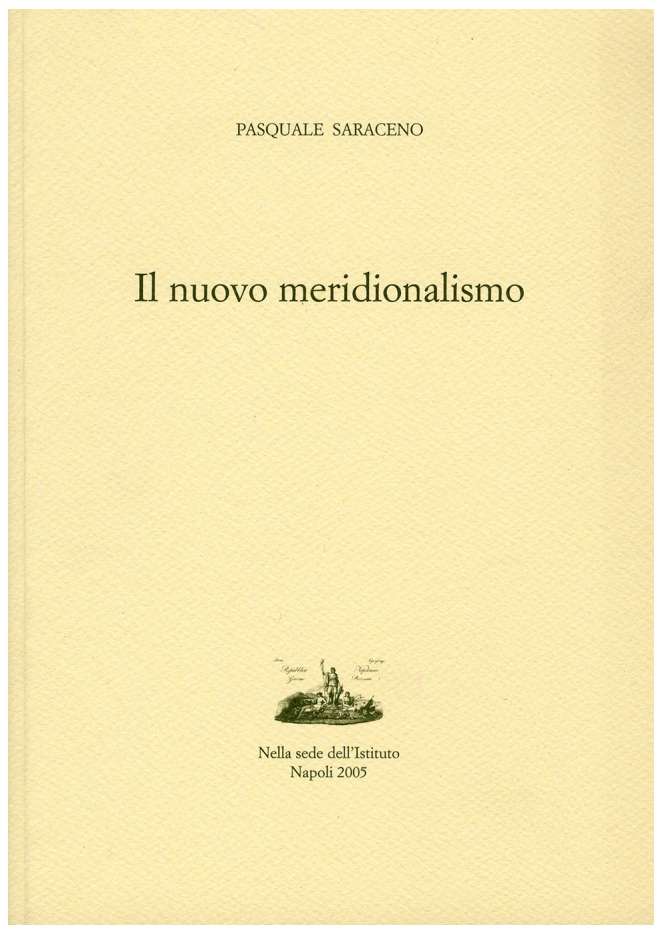 PASQUALE SARACENO
Il nuovo meridionalismo
Nella sede dell'Istituto
Napoli 2005